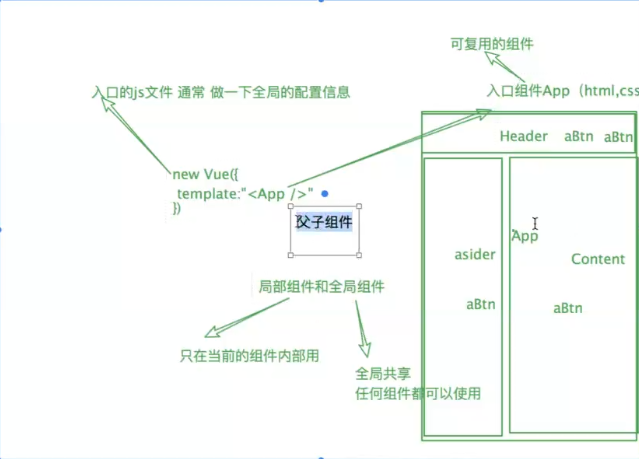 可复用的组件
入口的js文件 通常 做一下全局的配置信息
入口组件App（html,css
Header aBtn aBtn
new Vue({
template:"<App />"
})
父子组件
App
asider
Content
局部组件和全局组件
aBtn
aBtn
只在当前的组件内部用
全局共享
任何组件都可以使用